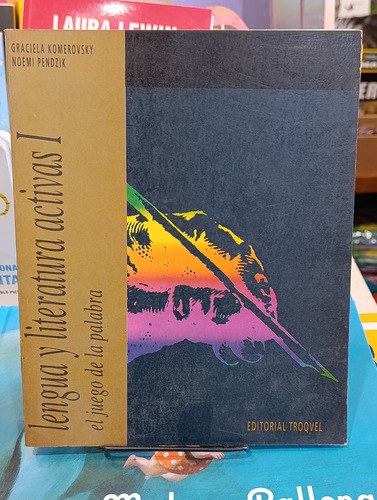 LAURA LEWIN
GRACIELA KOMEROVSKY
NOEMI PENDZIK
lengua y literatura activas I
el juego de la palabra
EDITORIAL TROQVEL